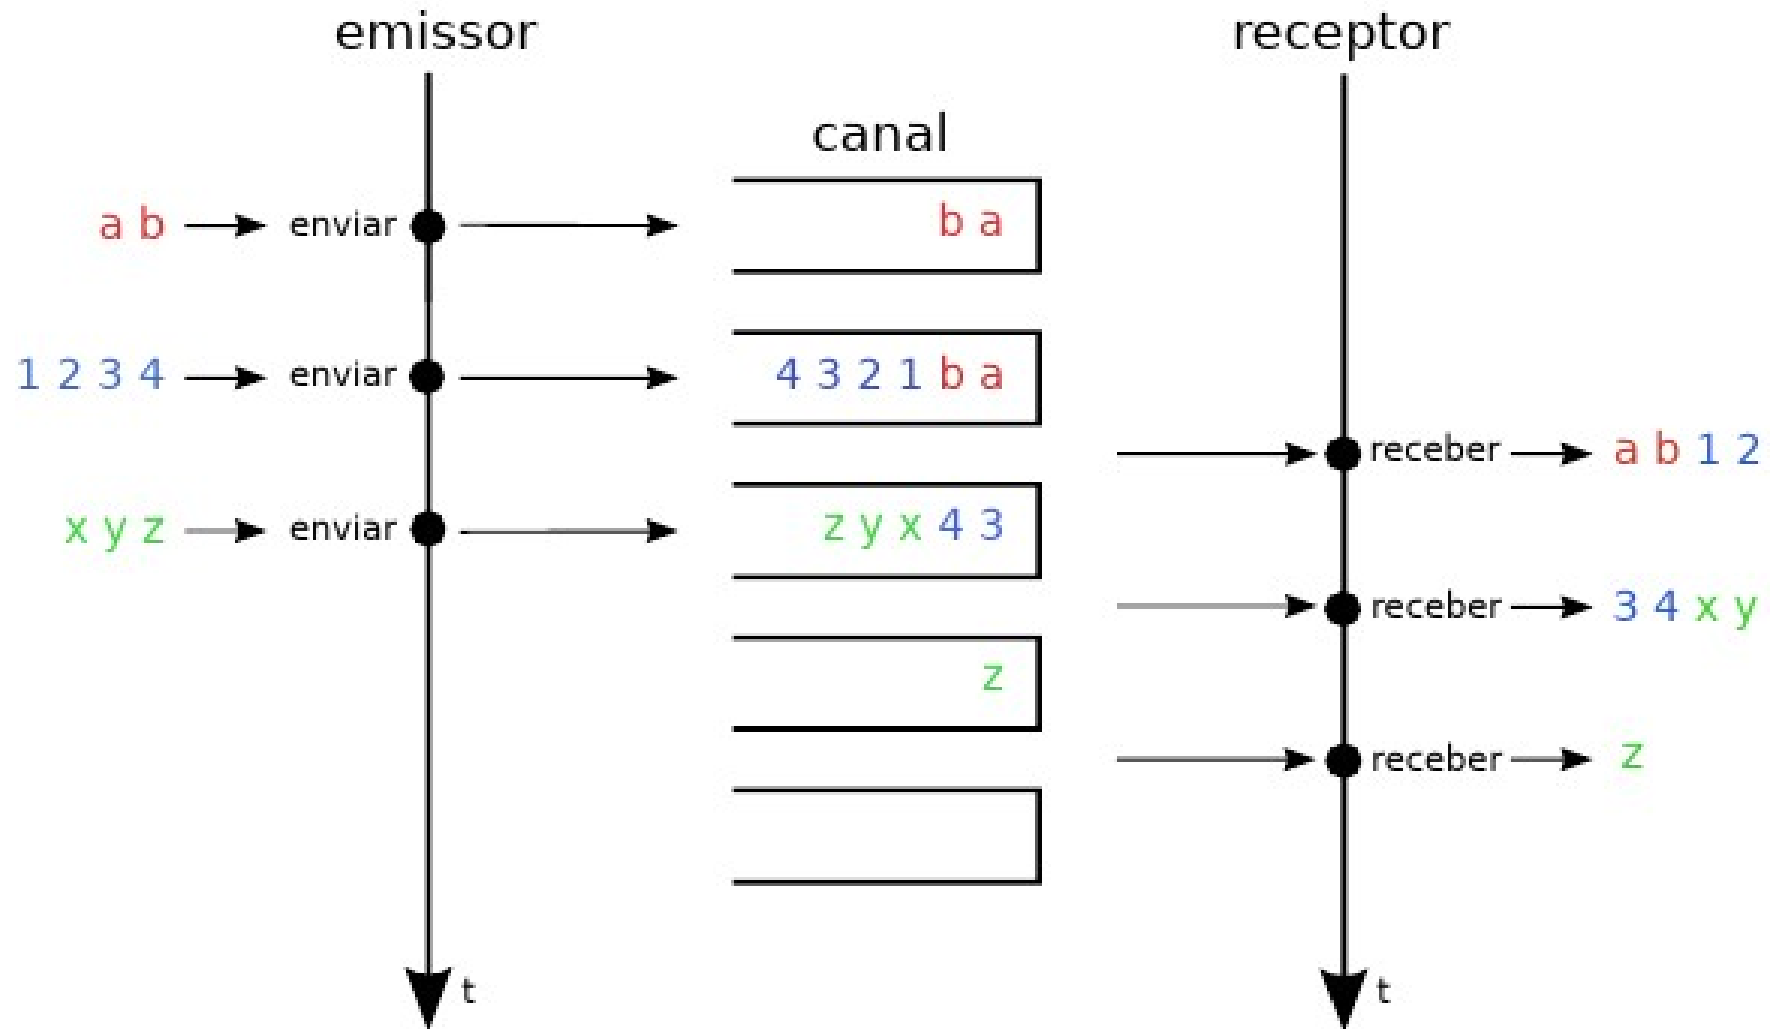 emissor
receptor
canal
a b
enviar
b a
1 2 3 4
enviar
4 3 2 1 b a
receber
a b 1 2
x y z
enviar
z y x 4 3
receber
3 4 x y
z
receber
z
t
t